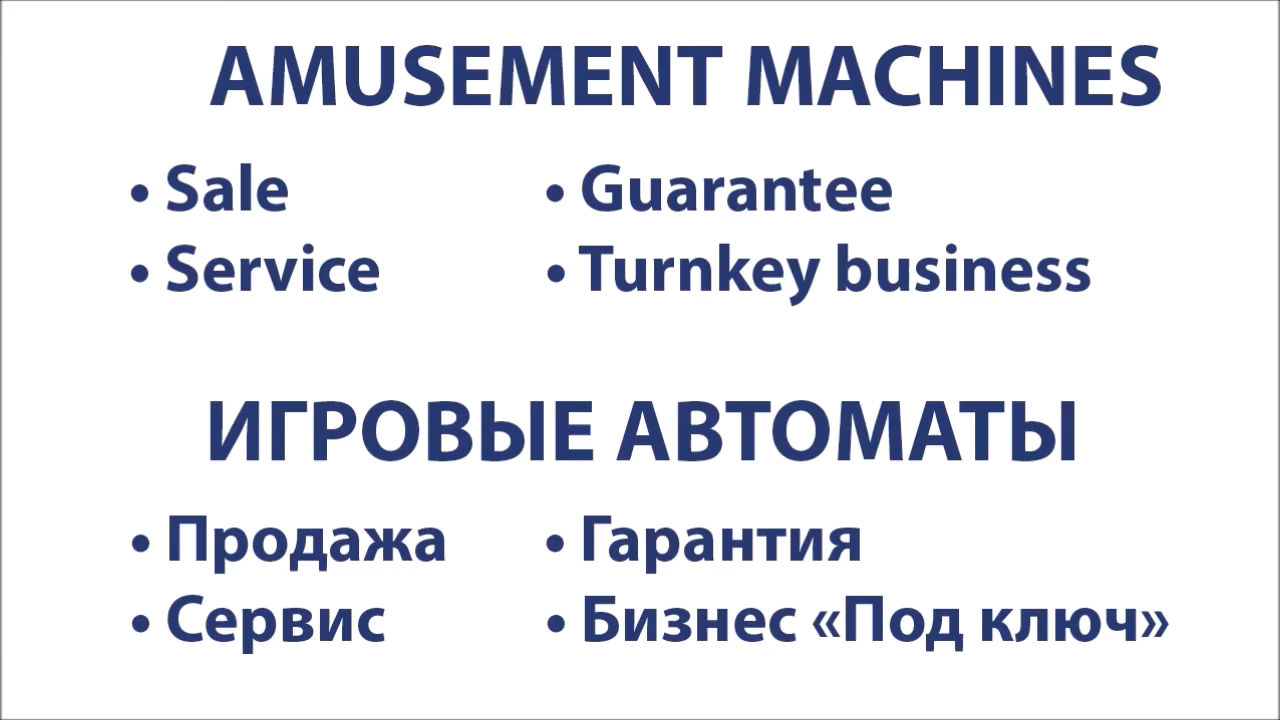 AMUSEMENT MACHINES
• Sale • Guarantee
• Service • Turnkey business
ИГРОВЫЕ АВТОМАТЫ
• Продажа • Гарантия
• Сервис • Бизнес «Под ключ»